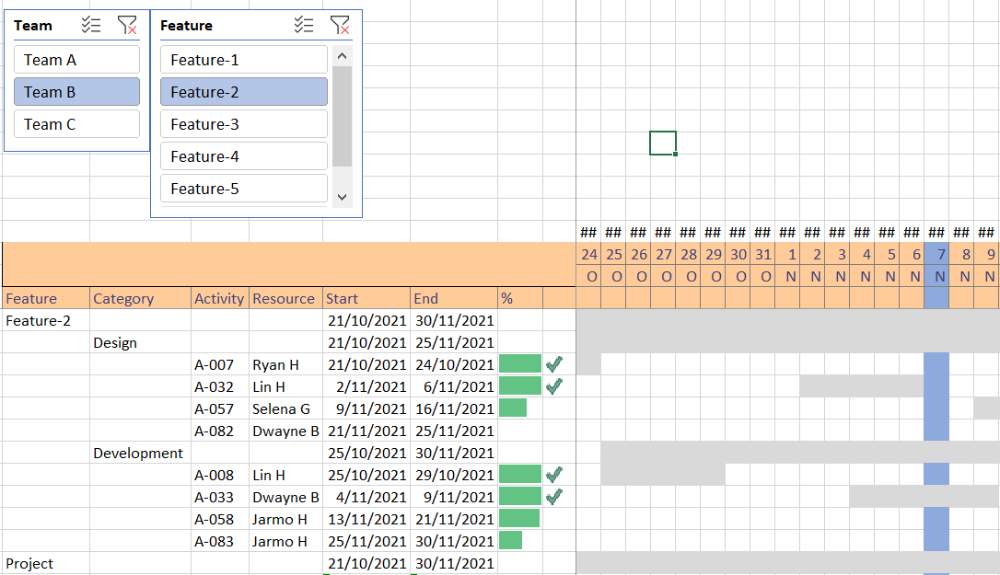 Team
Feature
Team A
Feature-1
Team B
Feature-2
Team C
Feature-3
Feature-4
Feature-5
## ## ## ## ## ## ## ## ## ## ## ## ## ## ## ## ##
24 25 26 27 28 29 30 31 1 2 3 4 5 6 7 8 9
O O O O O O O O N N N N N N N N N
Feature Category Activity Resource Start End %
Feature-2 21/10/2021 30/11/2021
Design 21/10/2021 25/11/2021
A-007 Ryan H 21/10/2021 24/10/2021
A-032 Lin H 2/11/2021 6/11/2021
A-057 Selena G 9/11/2021 16/11/2021
A-082 Dwayne B 21/11/2021 25/11/2021
Development 25/10/2021 30/11/2021
A-008 Lin H 25/10/2021 29/10/2021
A-033 Dwayne B 4/11/2021 9/11/2021
A-058 Jarmo H 13/11/2021 21/11/2021
A-083 Jarmo H 25/11/2021 30/11/2021
Project 21/10/2021 30/11/2021